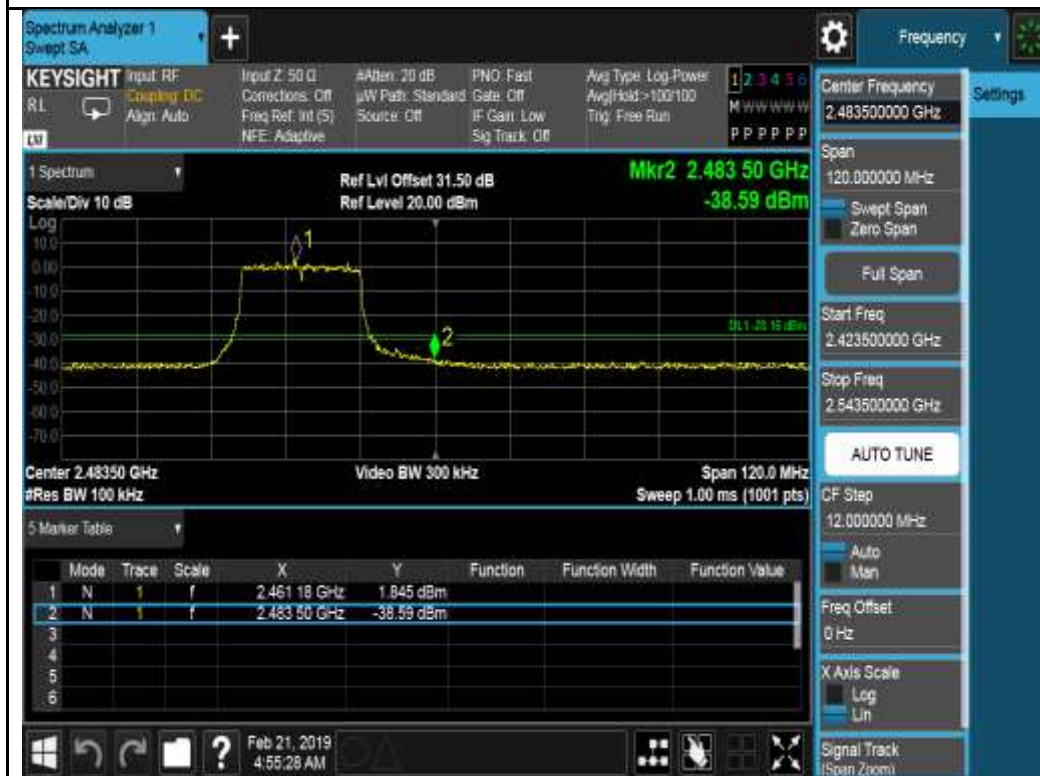 Spectrum Analyzer 1
Swept SA
+
Frequency
KEYSIGHT
RL
Input: RF
Coupling: DC
Align: Auto
Input Z: 50 Ω
Corrections: Off
Freq Ref: Int (S)
NFE: Adaptive
#Atten: 20 dB
µW Path: Standard
Source: Off
PNO: Fast
Gate: Off
IF Gain: Low
Sig Track: Off
Avg Type: Log-Power
Avg|Hold:>100/100
Trig: Free Run
1 2 3 4 5 6
M W W W W W
P P P P P P
1 Spectrum
Scale/Div 10 dB
Ref Lvl Offset 31.50 dB
Ref Level 20.00 dBm
Mkr2 2.483 50 GHz
-38.59 dBm
Log
10.0
0.00
-10.0
-20.0
-30.0
-40.0
-50.0
-60.0
-70.0
1
2
Center 2.48350 GHz
#Res BW 100 kHz
Video BW 300 kHz
Span 120.0 MHz
Sweep 1.00 ms (1001 pts)
5 Marker Table
Mode Trace Scale X Y Function Function Width Function Value
1 N 1 f 2.461 18 GHz 1.845 dBm
2 N 1 f 2.483 50 GHz -38.59 dBm
3
4
5
6
Feb 21, 2019
4:55:28 AM
Settings
Center Frequency
2.483500000 GHz
Span
120.000000 MHz
Swept Span
Zero Span
Full Span
Start Freq
2.423500000 GHz
Stop Freq
2.543500000 GHz
AUTO TUNE
CF Step
12.000000 MHz
Auto
Man
Freq Offset
0 Hz
X Axis Scale
Log
Lin
Signal Track
(Span Zoom)